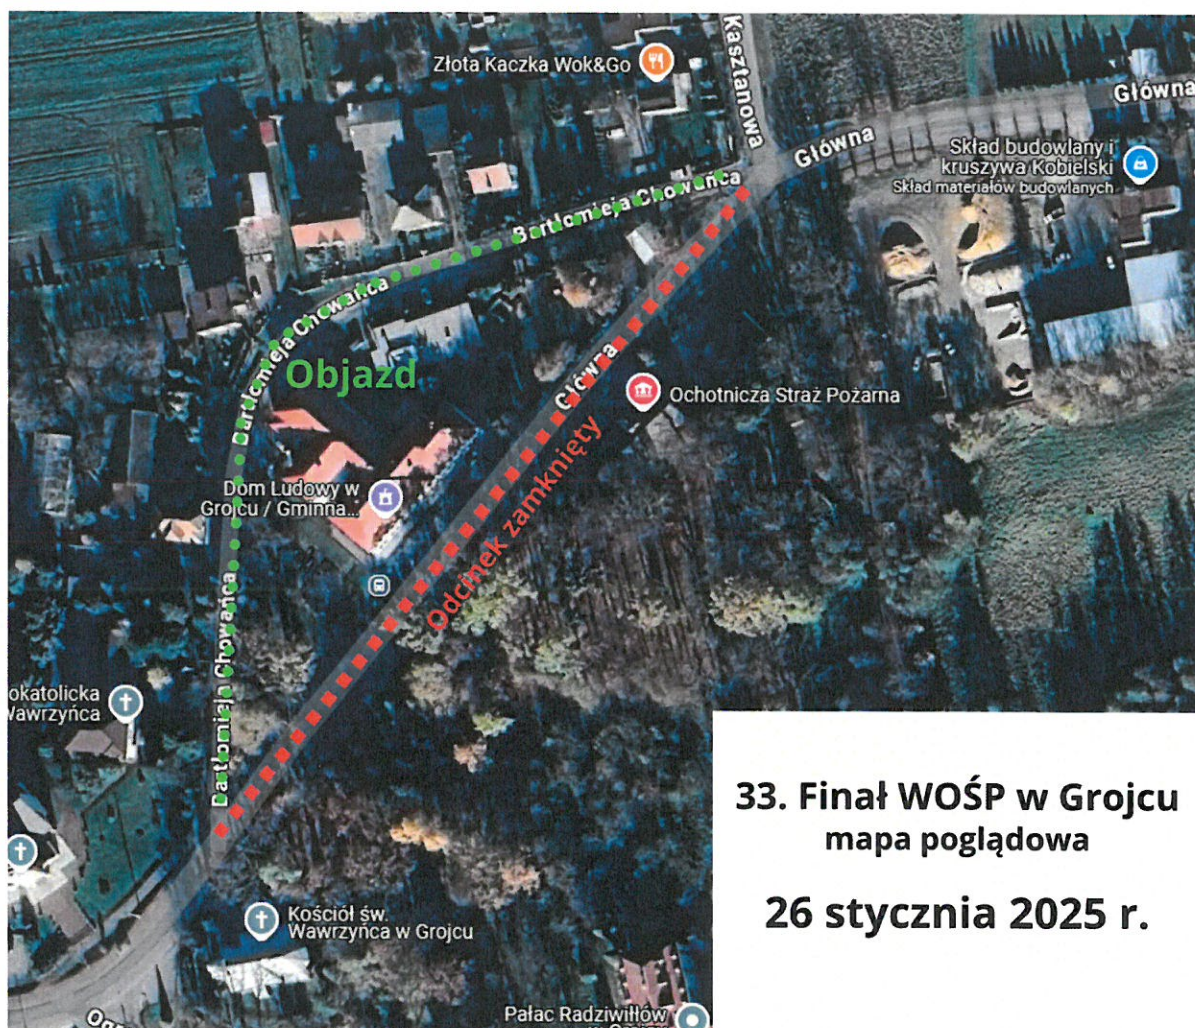 Złota Kaczka Wok&Go
Kasztanowa
Główna
Główna
Skład budowlany i
kruszywa Kobielski
Skład materiałów budowlanych
Bartłomieja Chowańca
Bartłomieja Chowańca
Objazd
Główna
Ochotnicza Straż Pożarna
Odcinek zamknięty
Dom Ludowy w
Grojcu / Gminna...
Bartłomieja Chowańca
okatolicka
Wawrzyńca
33. Finał WOŚP w Grojcu
mapa poglądowa
26 stycznia 2025 r.
Kościół św.
Wawrzyńca w Grojcu
Pałac Radziwiłłów